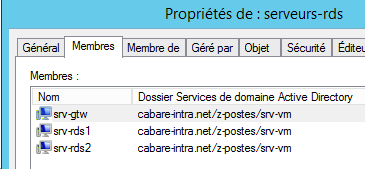 Propriétés de : serveurs-rds
Général Membres Membre de Géré par Objet Sécurité Éditeu
Membres :
Nom Dossier Services de domaine Active Directory
srv-gtw cabare-intra.net/z-postes/srv-vm
srv-rds1 cabare-intra.net/z-postes/srv-vm
srv-rds2 cabare-intra.net/z-postes/srv-vm